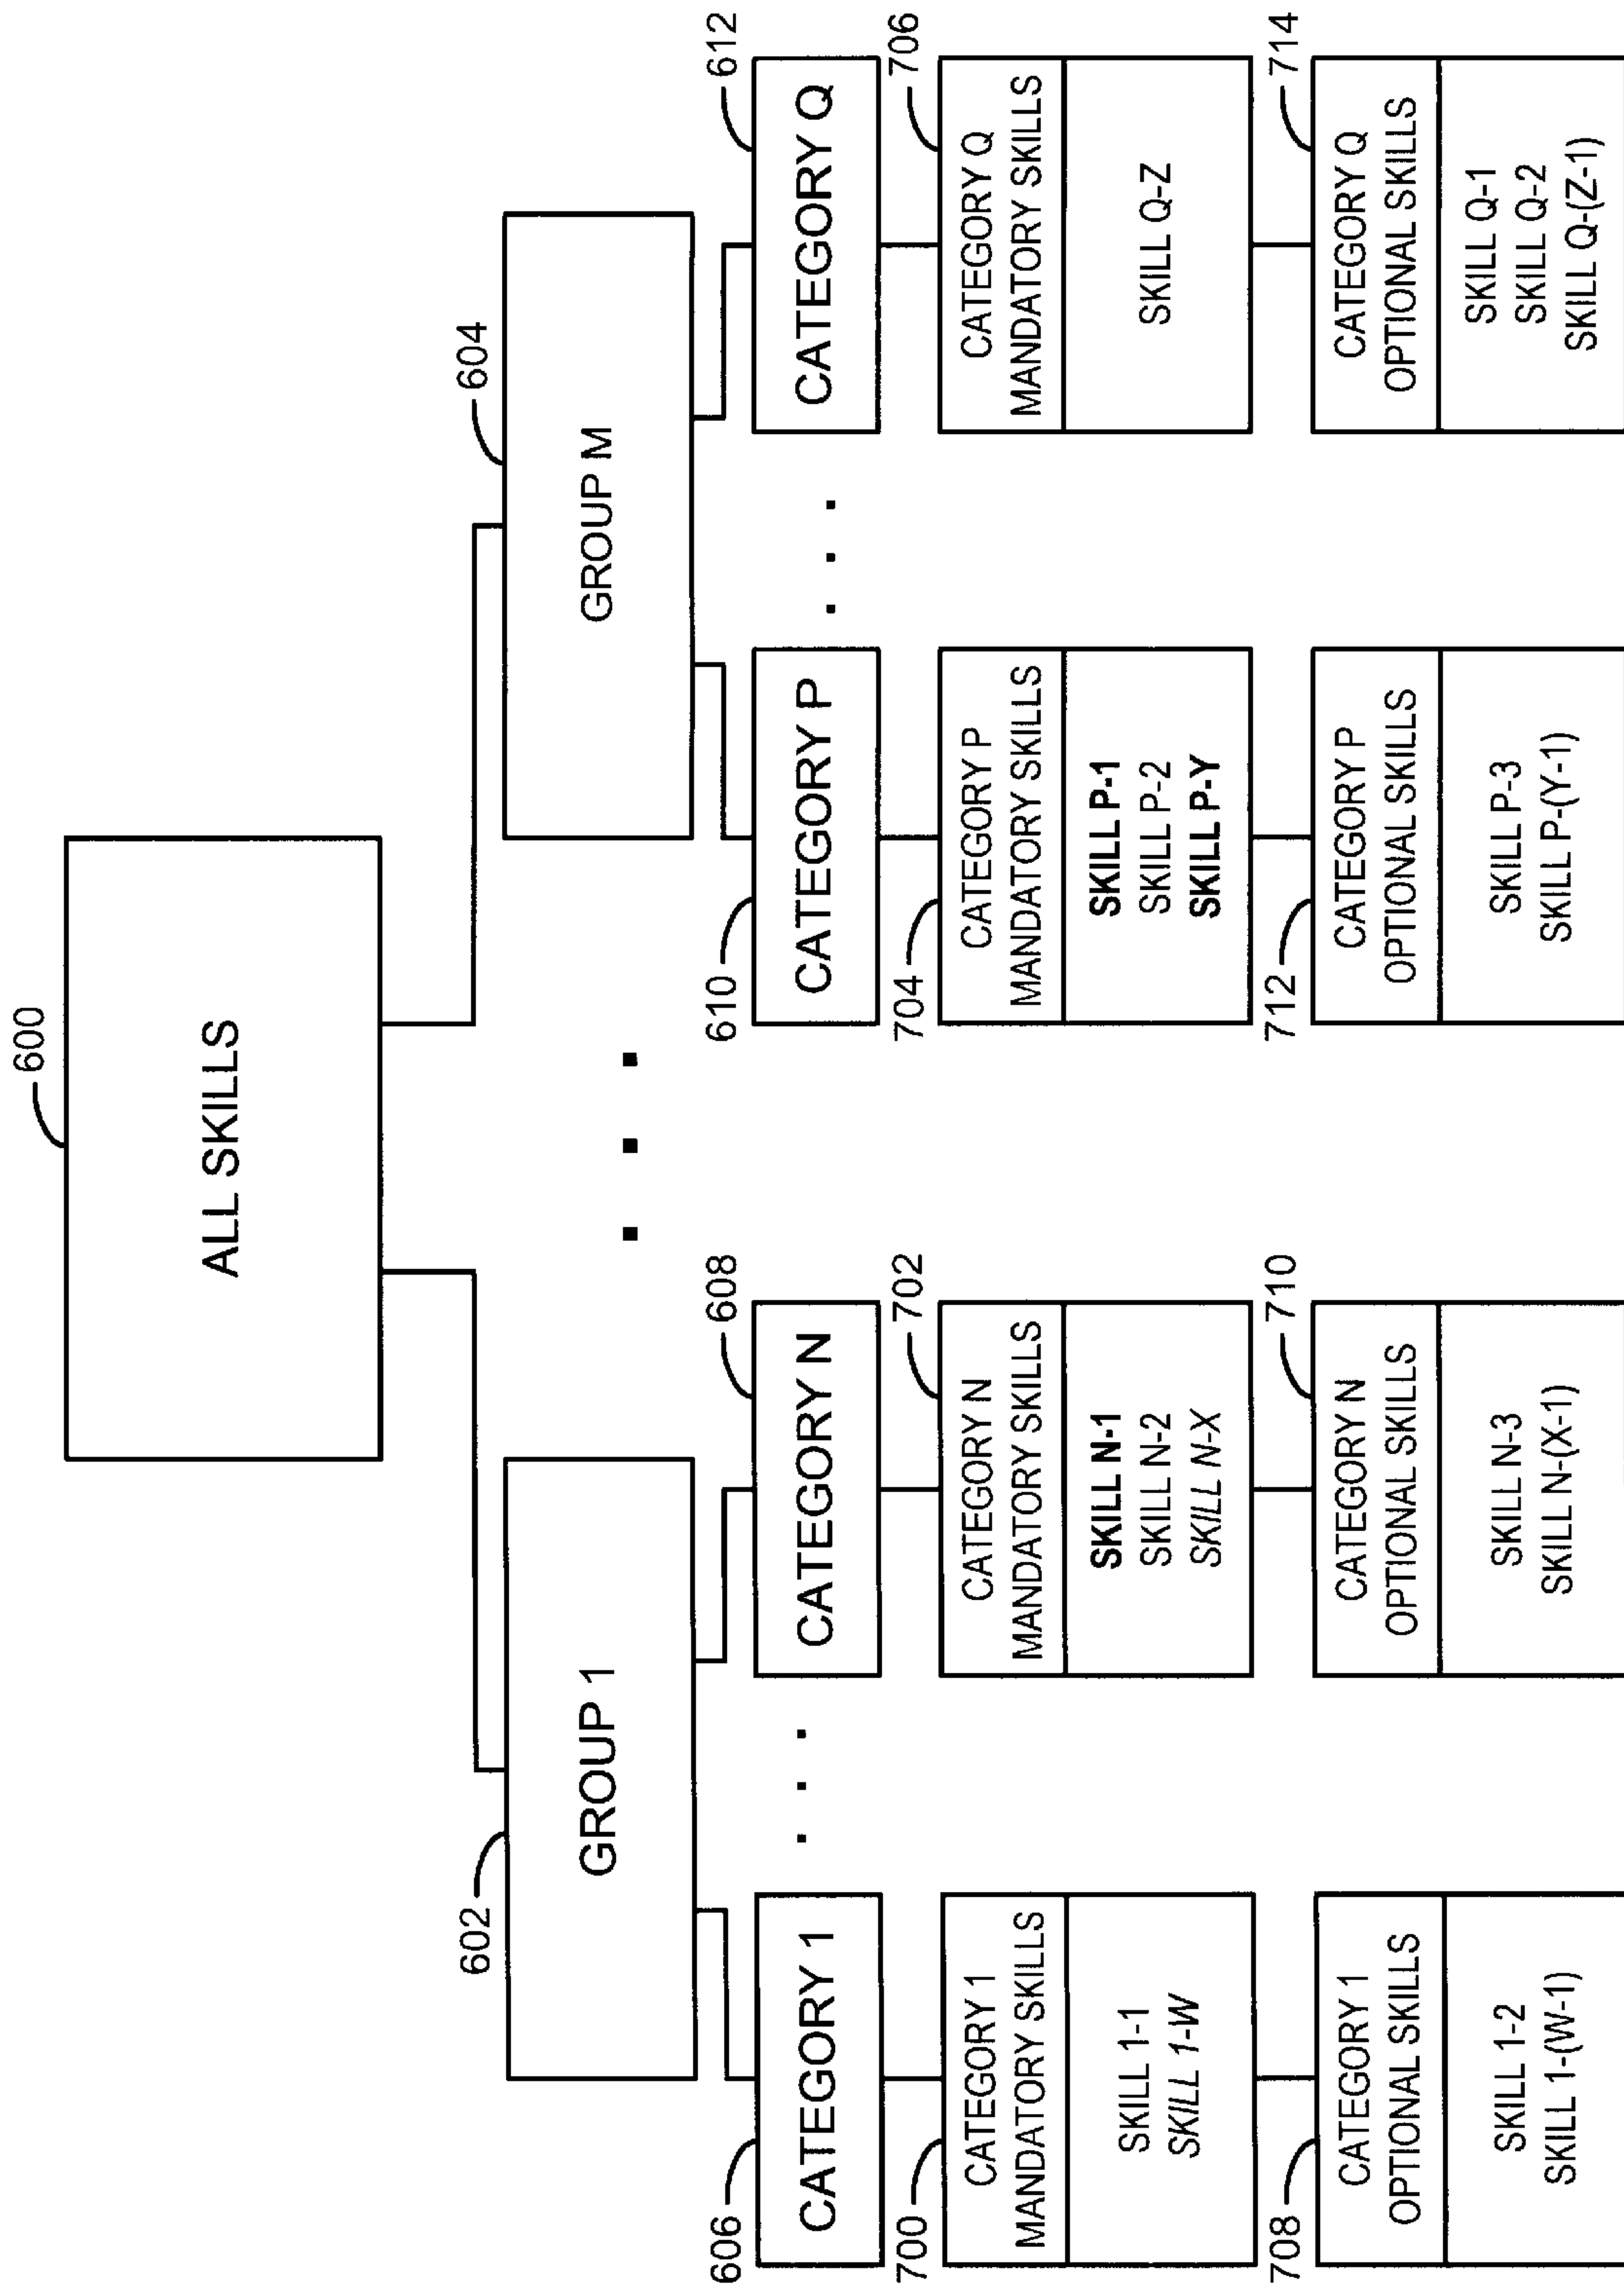 600
ALL SKILLS
602
GROUP 1
604
GROUP M
606
CATEGORY 1
608
CATEGORY N
610
CATEGORY P
612
CATEGORY Q
700
CATEGORY 1
MANDATORY SKILLS
SKILL 1-1
SKILL 1-W
702
CATEGORY N
MANDATORY SKILLS
SKILL N-1
SKILL N-2
SKILL N-X
704
CATEGORY P
MANDATORY SKILLS
SKILL P-1
SKILL P-2
SKILL P-Y
706
CATEGORY Q
MANDATORY SKILLS
SKILL Q-Z
708
CATEGORY 1
OPTIONAL SKILLS
SKILL 1-2
SKILL 1-(W-1)
710
CATEGORY N
OPTIONAL SKILLS
SKILL N-3
SKILL N-(X-1)
712
CATEGORY P
OPTIONAL SKILLS
SKILL P-3
SKILL P-(Y-1)
714
CATEGORY Q
OPTIONAL SKILLS
SKILL Q-1
SKILL Q-2
SKILL Q-(Z-1)